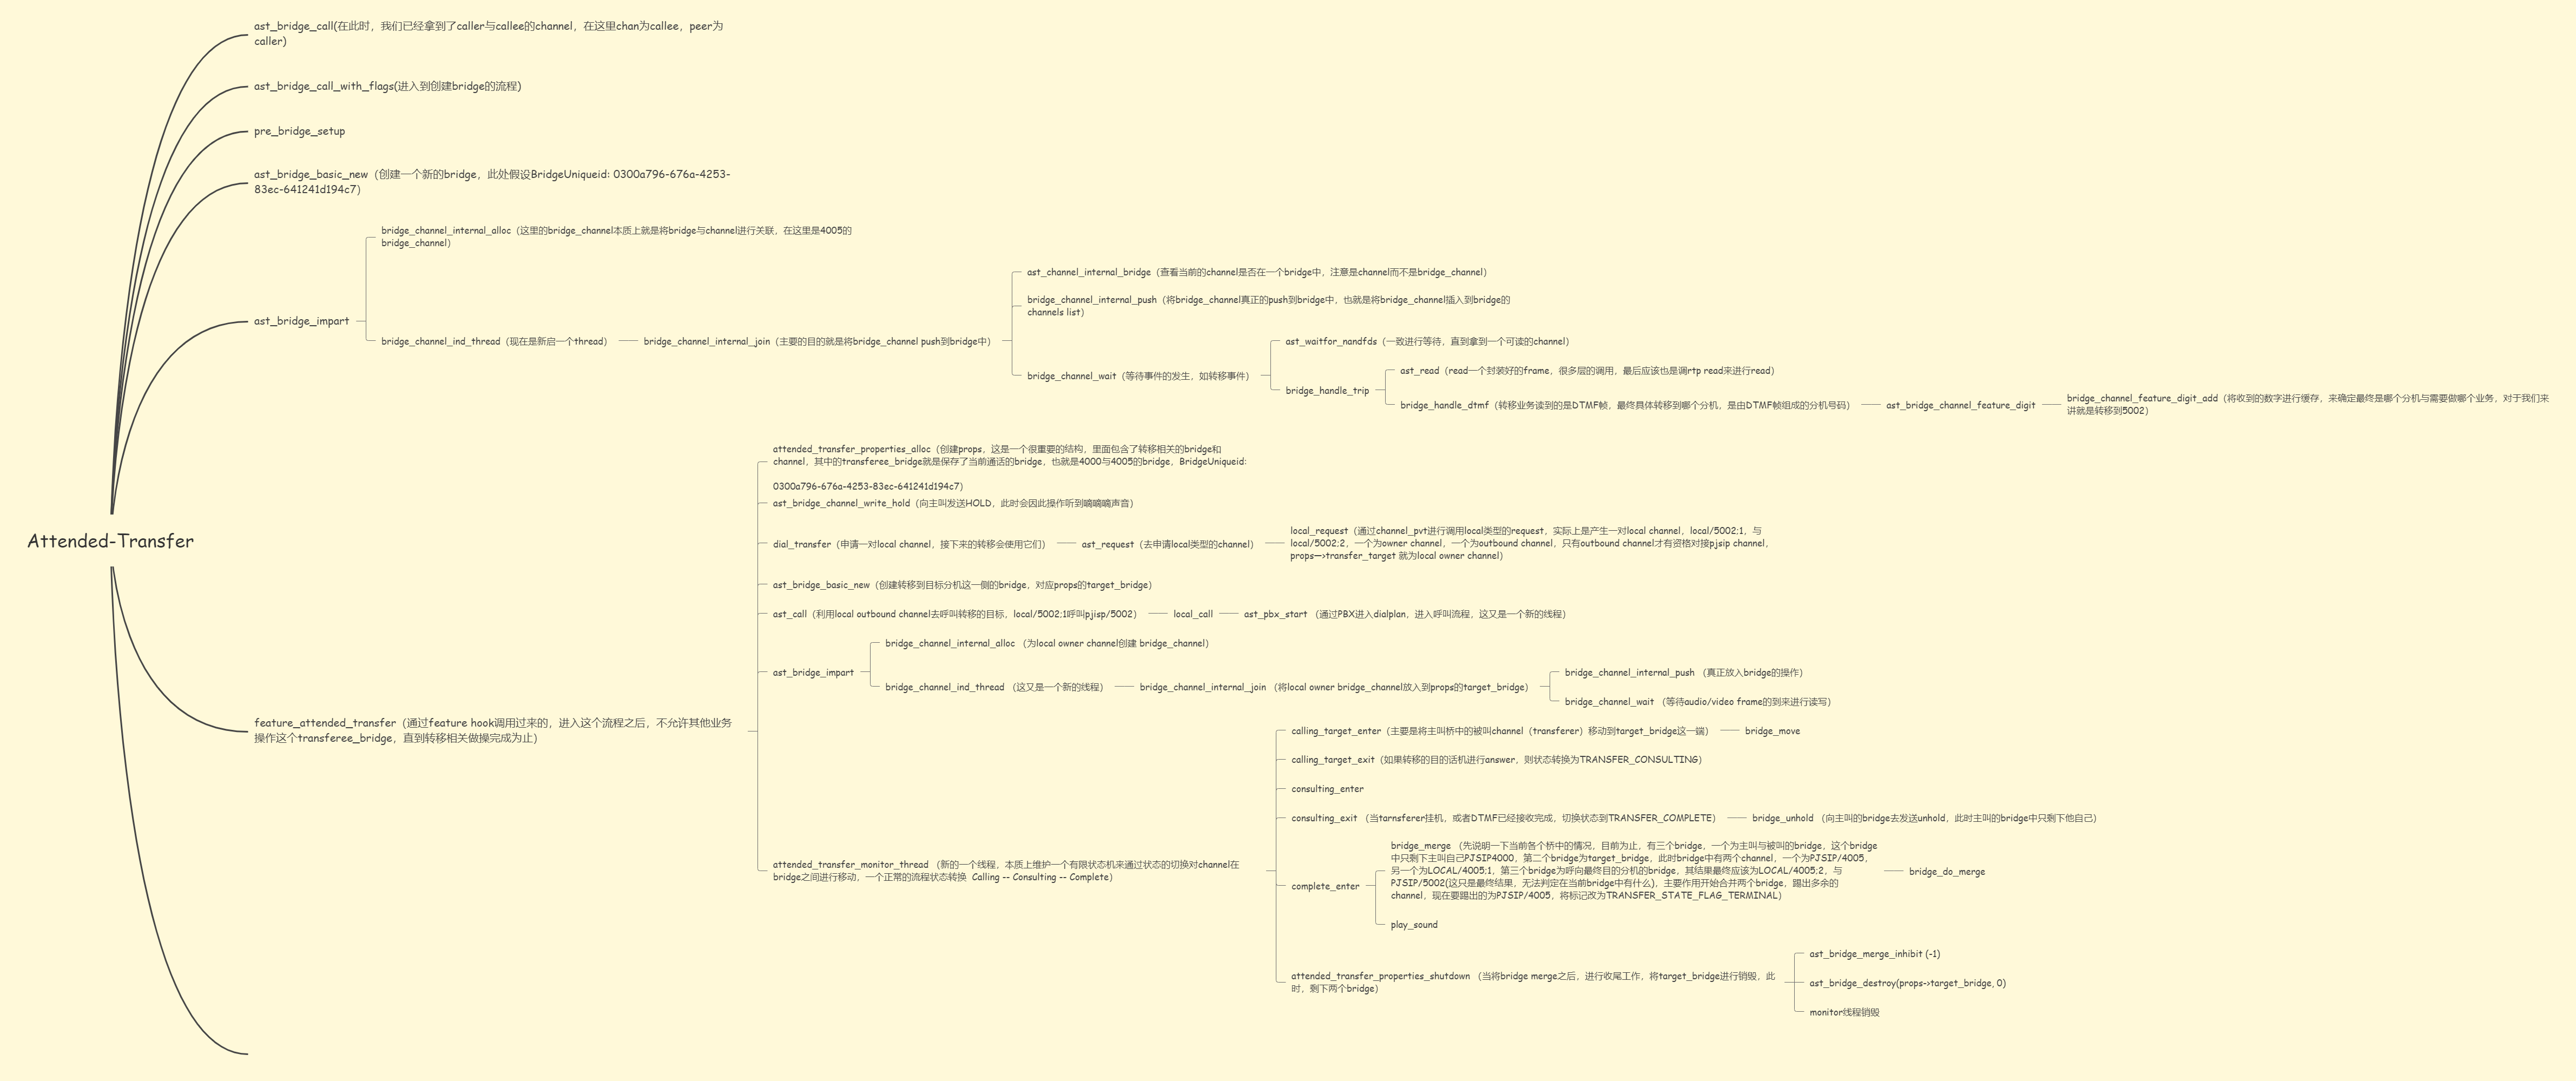 ast_bridge_call(在此时，我们已经拿到了caller与callee的channel，在这里chan为callee，peer为
caller)
ast_bridge_call_with_flags(进入到创建bridge的流程)
pre_bridge_setup
ast_bridge_basic_new（创建一个新的bridge，此处假设BridgeUniqueid: 0300a796-676a-4253-
83ec-641241d194c7）
ast_bridge_impart
bridge_channel_internal_alloc（这里的bridge_channel本质上就是将bridge与channel进行关联，在这里是4005的
bridge_channel）
bridge_channel_ind_thread（现在是新启一个thread）
bridge_channel_internal_join（主要的目的就是将bridge_channel push到bridge中）
ast_channel_internal_bridge（查看当前的channel是否在一个bridge中，注意是channel而不是bridge_channel）
bridge_channel_internal_push（将bridge_channel真正的push到bridge中，也就是将bridge_channel插入到bridge的
channels list）
bridge_channel_wait（等待事件的发生，如转移事件）
ast_waitfor_nandfds（一致进行等待，直到拿到一个可读的channel）
bridge_handle_trip
ast_read（read一个封装好的frame，很多层的调用，最后应该也是调rtp read来进行read）
bridge_handle_dtmf（转移业务读到的是DTMF帧，最终具体转移到哪个分机，是由DTMF帧组成的分机号码）
ast_bridge_channel_feature_digit
bridge_channel_feature_digit_add（将收到的数字进行缓存，来确定最终是哪个分机与需要做哪个业务，对于我们来
讲就是转移到5002）
Attended-Transfer
feature_attended_transfer（通过feature hook调用过来的，进入这个流程之后，不允许其他业务
操作这个transferee_bridge，直到转移相关做操完成为止）
attended_transfer_properties_alloc（创建props，这是一个很重要的结构，里面包含了转移相关的bridge和
channel，其中的transferee_bridge就是保存了当前通话的bridge，也就是4000与4005的bridge，BridgeUniqueid:
0300a796-676a-4253-83ec-641241d194c7）
ast_bridge_channel_write_hold（向主叫发送HOLD，此时会因此操作听到嘀嘀嘀声音）
dial_transfer（申请一对local channel，接下来的转移会使用它们）
ast_request（去申请local类型的channel）
local_request（通过channel_pvt进行调用local类型的request，实际上是产生一对local channel，local/5002;1，与
local/5002;2，一个为owner channel，一个为outbound channel，只有outbound channel才有资格对接pjsip channel，
props—>transfer_target 就为local owner channel）
ast_bridge_basic_new（创建转移到目标分机这一侧的bridge，对应props的target_bridge）
ast_call（利用local outbound channel去呼叫转移的目标，local/5002;1呼叫pjisp/5002）
local_call
ast_pbx_start （通过PBX进入dialplan，进入呼叫流程，这又是一个新的线程）
ast_bridge_impart
bridge_channel_internal_alloc （为local owner channel创建 bridge_channel）
bridge_channel_ind_thread （这又是一个新的线程）
bridge_channel_internal_join （将local owner bridge_channel放入到props的target_bridge）
bridge_channel_internal_push （真正放入bridge的操作）
bridge_channel_wait （等待audio/video frame的到来进行读写）
attended_transfer_monitor_thread （新的一个线程，本质上维护一个有限状态机来通过状态的切换对channel在
bridge之间进行移动，一个正常的流程状态转换 Calling -- Consulting -- Complete）
calling_target_enter（主要是将主叫桥中的被叫channel（transferer）移动到target_bridge这一端）
bridge_move
calling_target_exit（如果转移的目的话机进行answer，则状态转换为TRANSFER_CONSULTING）
consulting_enter
consulting_exit （当tarnsferer挂机，或者DTMF已经接收完成，切换状态到TRANSFER_COMPLETE）
bridge_unhold （向主叫的bridge去发送unhold，此时主叫的bridge中只剩下他自己）
complete_enter
bridge_merge （先说明一下当前各个桥中的情况，目前为止，有三个bridge，一个为主叫与被叫的bridge，这个bridge
中只剩下主叫自己PJSIP4000，第二个bridge为target_bridge，此时bridge中有两个channel，一个为PJSIP/4005，
另一个为LOCAL/4005;1，第三个bridge为呼向最终目的分机的bridge，其结果最终应该为LOCAL/4005;2，与
PJSIP/5002(这只是最终结果，无法判定在当前bridge中有什么)，主要作用开始合并两个bridge，踢出多余的
channel，现在要踢出的为PJSIP/4005，将标记改为TRANSFER_STATE_FLAG_TERMINAL）
bridge_do_merge
play_sound
attended_transfer_properties_shutdown （当将bridge merge之后，进行收尾工作，将target_bridge进行销毁，此
时，剩下两个bridge）
ast_bridge_merge_inhibit (-1)
ast_bridge_destroy(props->target_bridge, 0)
monitor线程销毁